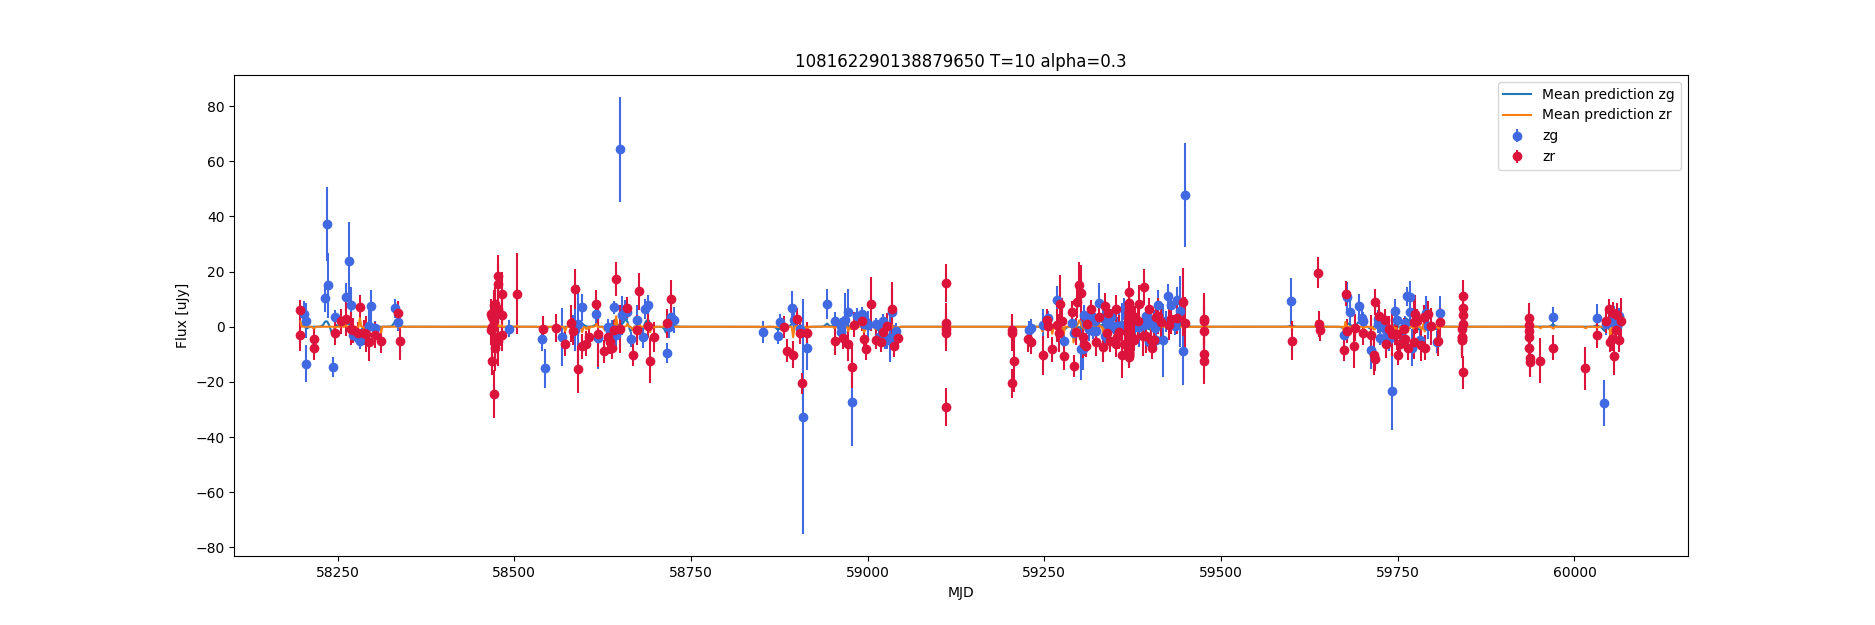 108162290138879650 T=10 alpha=0.3
Flux [uJy]
80
60
40
20
0
−20
−40
−60
−80
Mean prediction zg
Mean prediction zr
zg
zr
58250 58500 58750 59000 59250 59500 59750 60000
MJD